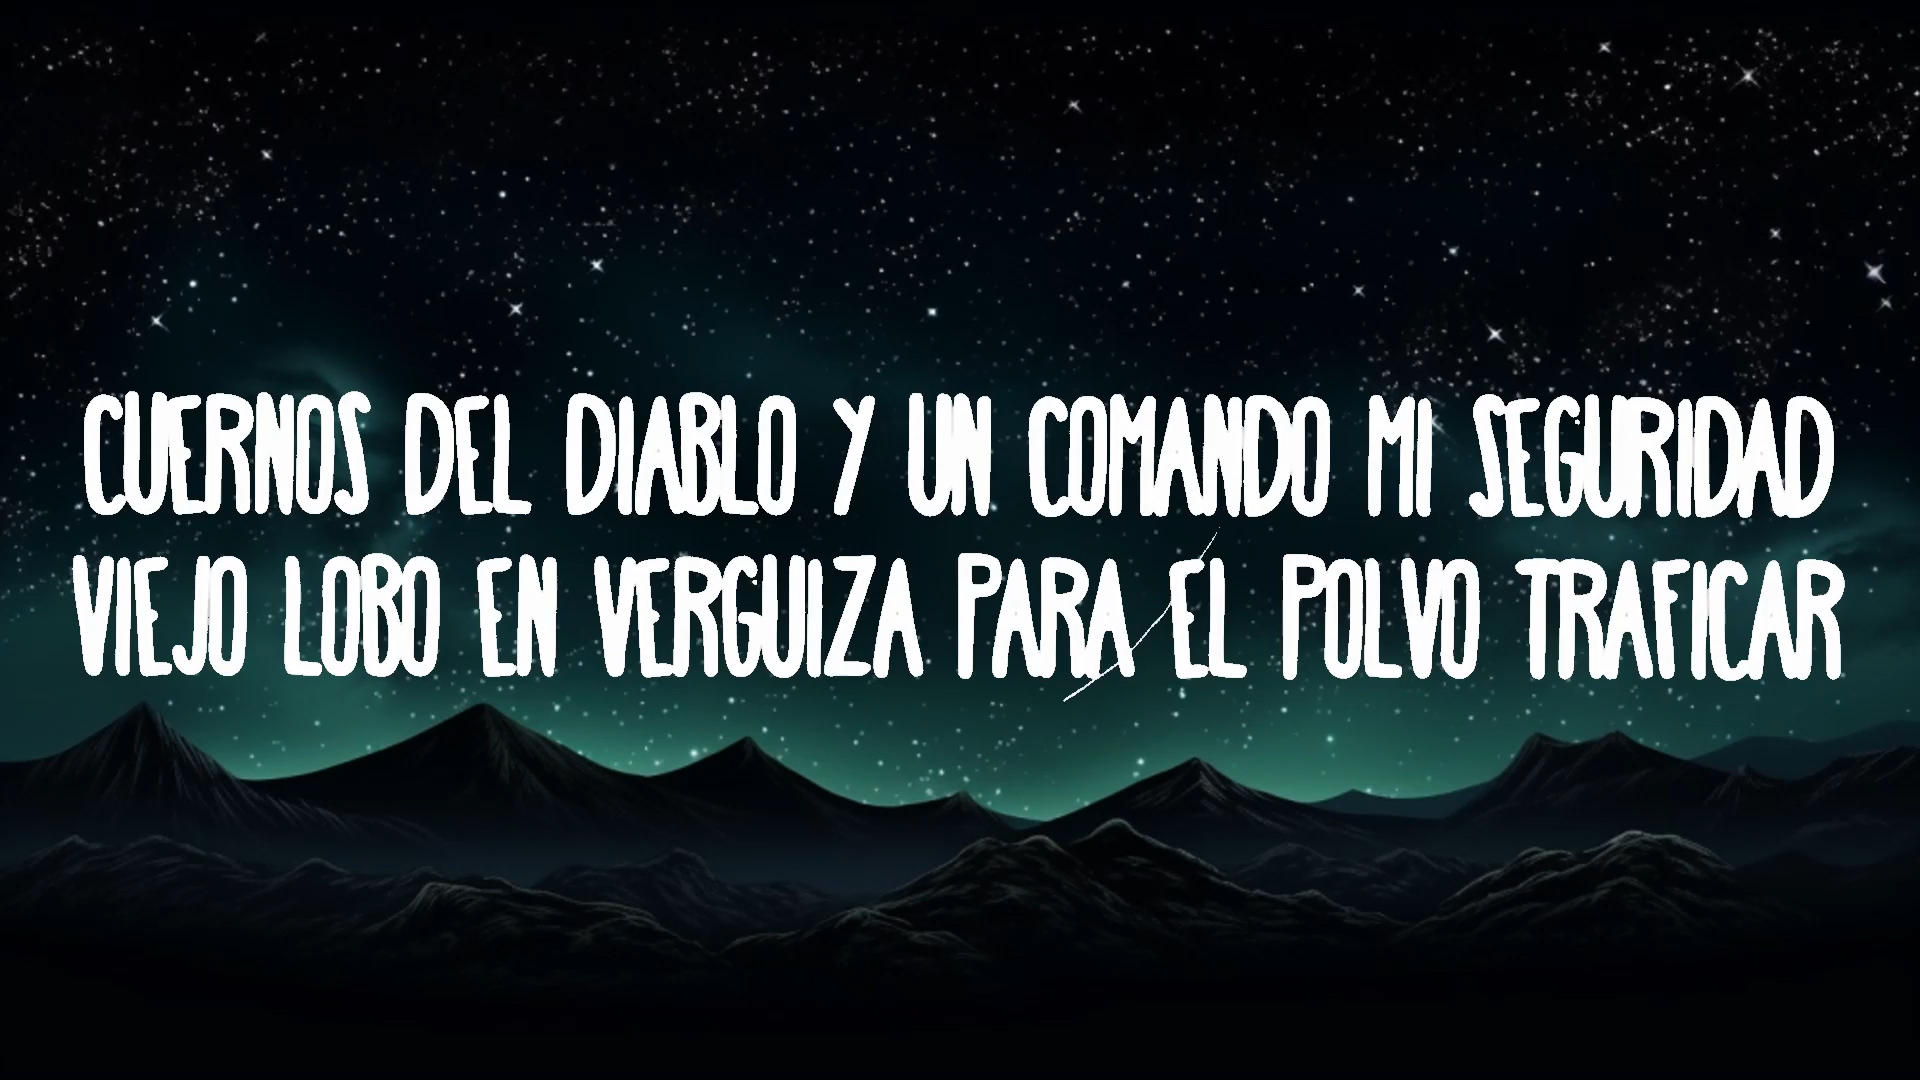 CUERNOS DEL DIABLO Y UN COMANDO MI SEGURIDAD
VIEJO LOBO EN VERGUIZA PARA EL POLVO TRAFICAR